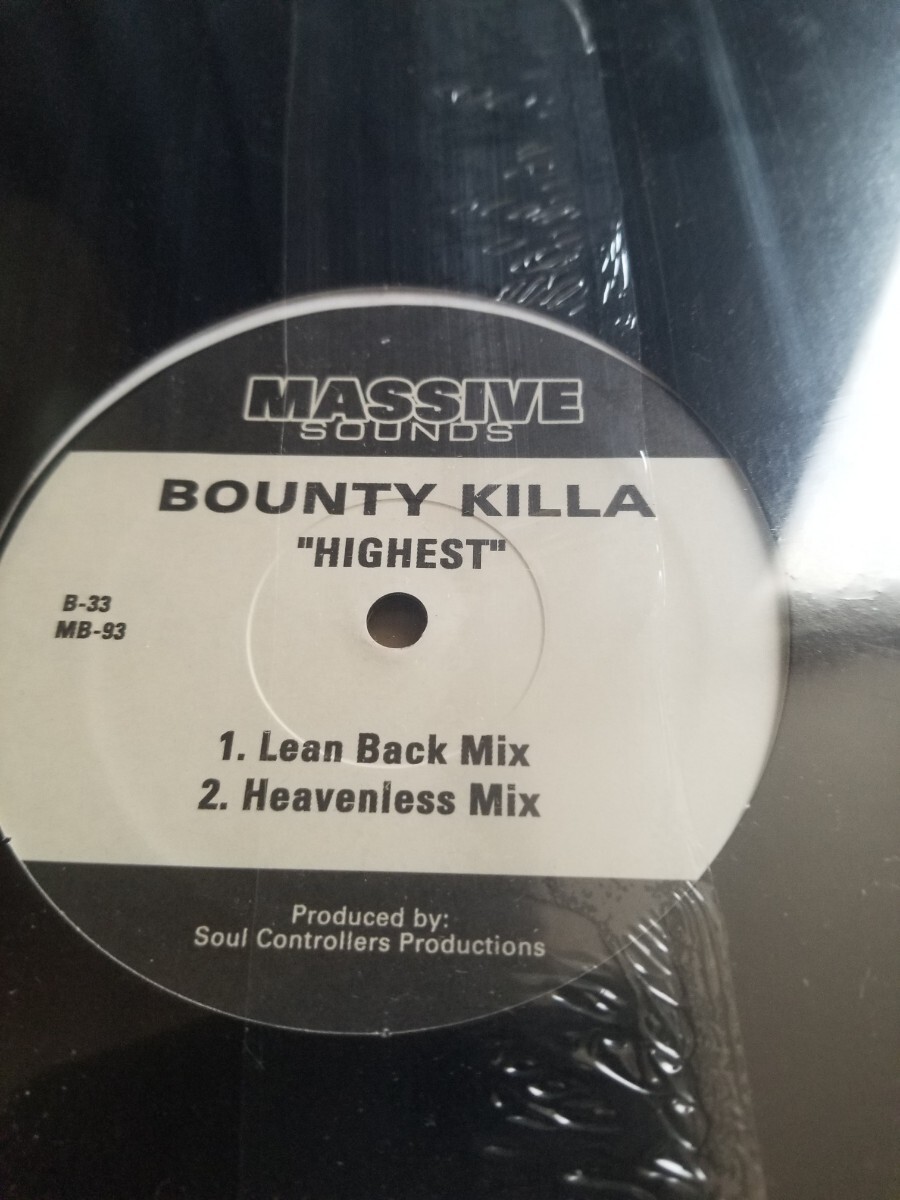 MASSIVE
SOUNDS
BOUNTY KILLA
"HIGHEST"
B-33
MB-93
1. Lean Back Mix
2. Heavenless Mix
Produced by:
Soul Controllers Productions